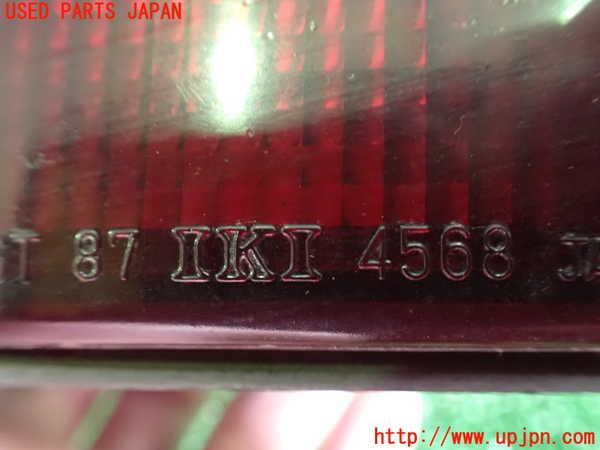 USED PARTS JAPAN
87 IKI 4568
http://www.upjpn.com/